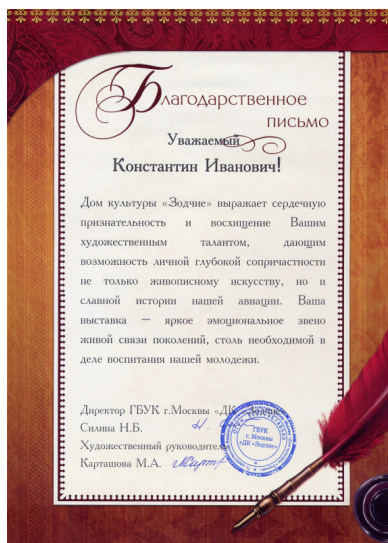 Благодарственное
письмо
Уважаемый
Константин Иванович!
Дом культуры «Зодчие» выражает сердечную
признательность и восхищение Вашим
художественным талантом, дающим
возможность личной глубокой сопричастности
не только живописному искусству, но и
славной истории нашей авиации. Ваша
выставка – яркое эмоциональное звено
живой связи поколений, столь необходимой в
деле воспитания нашей молодежи.
Директор ГБУК г.Москвы «ДК «Зодчие»
Силина Н.Б.
Художественный руководитель
Карташова М.А.
ГБУК
г. Москвы
«ДК «Зодчие»